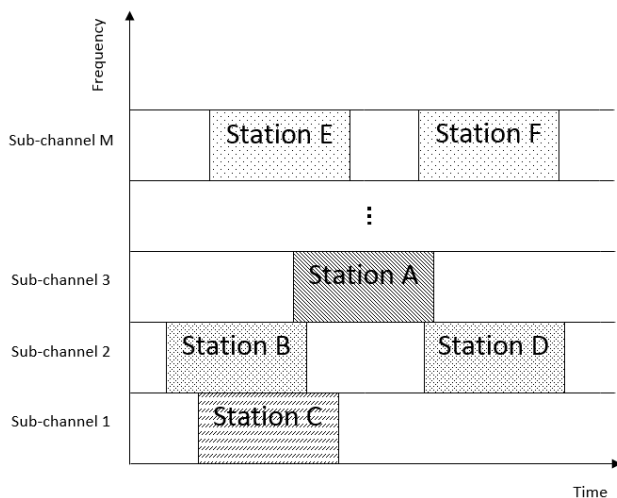 Frequency
Sub-channel M
Station E
Station F
...
Sub-channel 3
Station A
Sub-channel 2
Station B
Station D
Sub-channel 1
Station C
Time